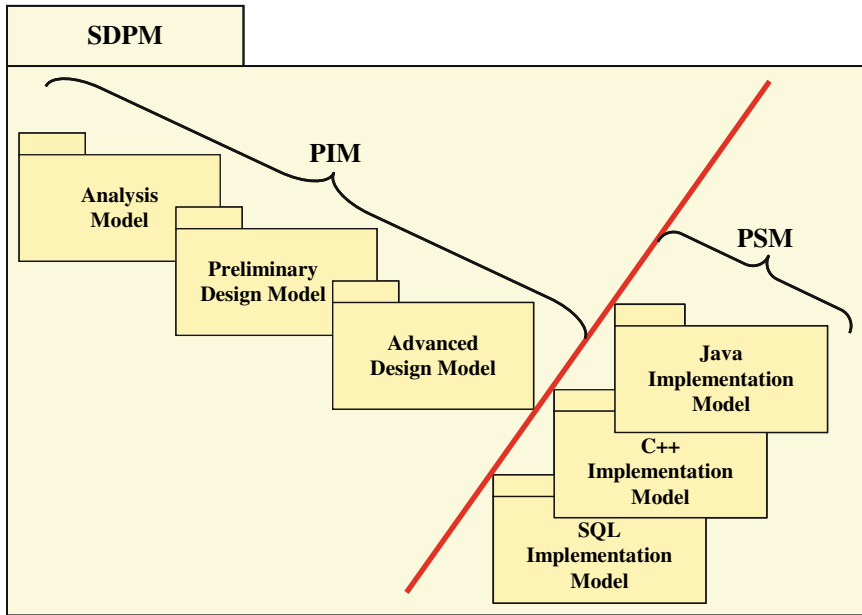 SDPM
PIM
Analysis
Model
Preliminary
Design Model
Advanced
Design Model
PSM
Java
Implementation
Model
C++
Implementation
Model
SQL
Implementation
Model